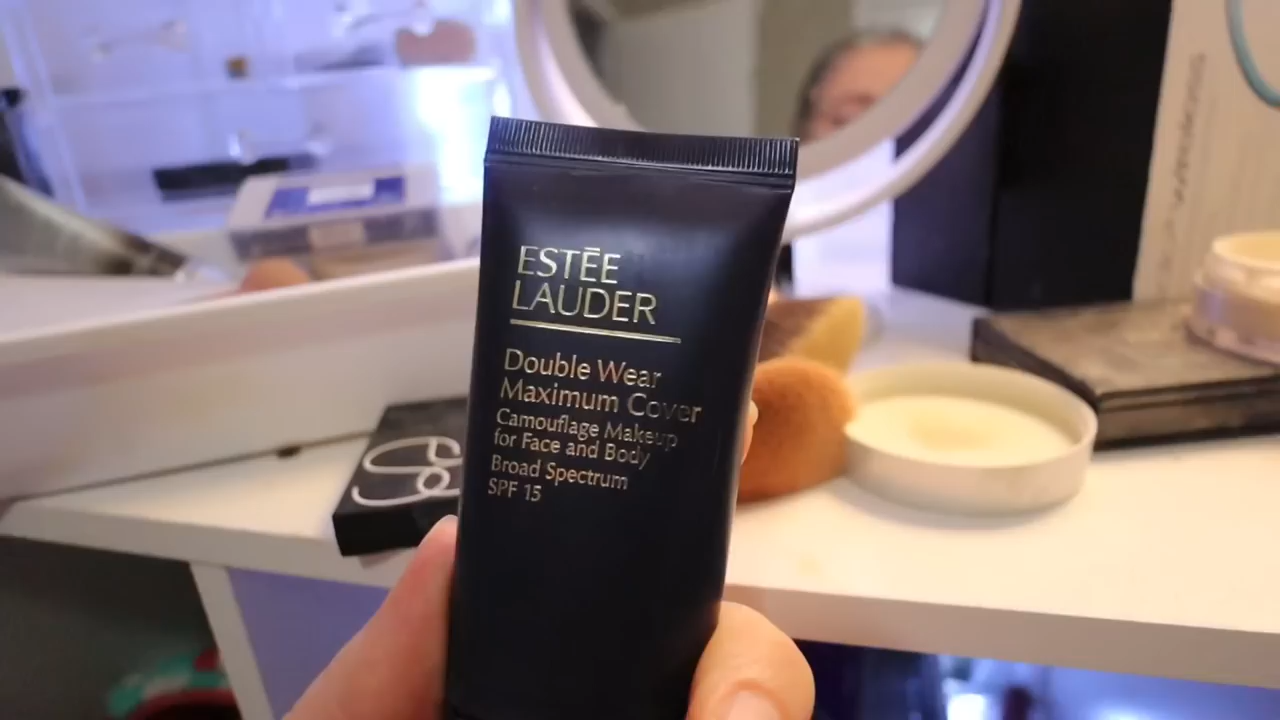 ESTĒE
LAUDER
Double Wear
Maximum Cover
Camouflage Makeup
for Face and Body
Broad Spectrum
SPF 15